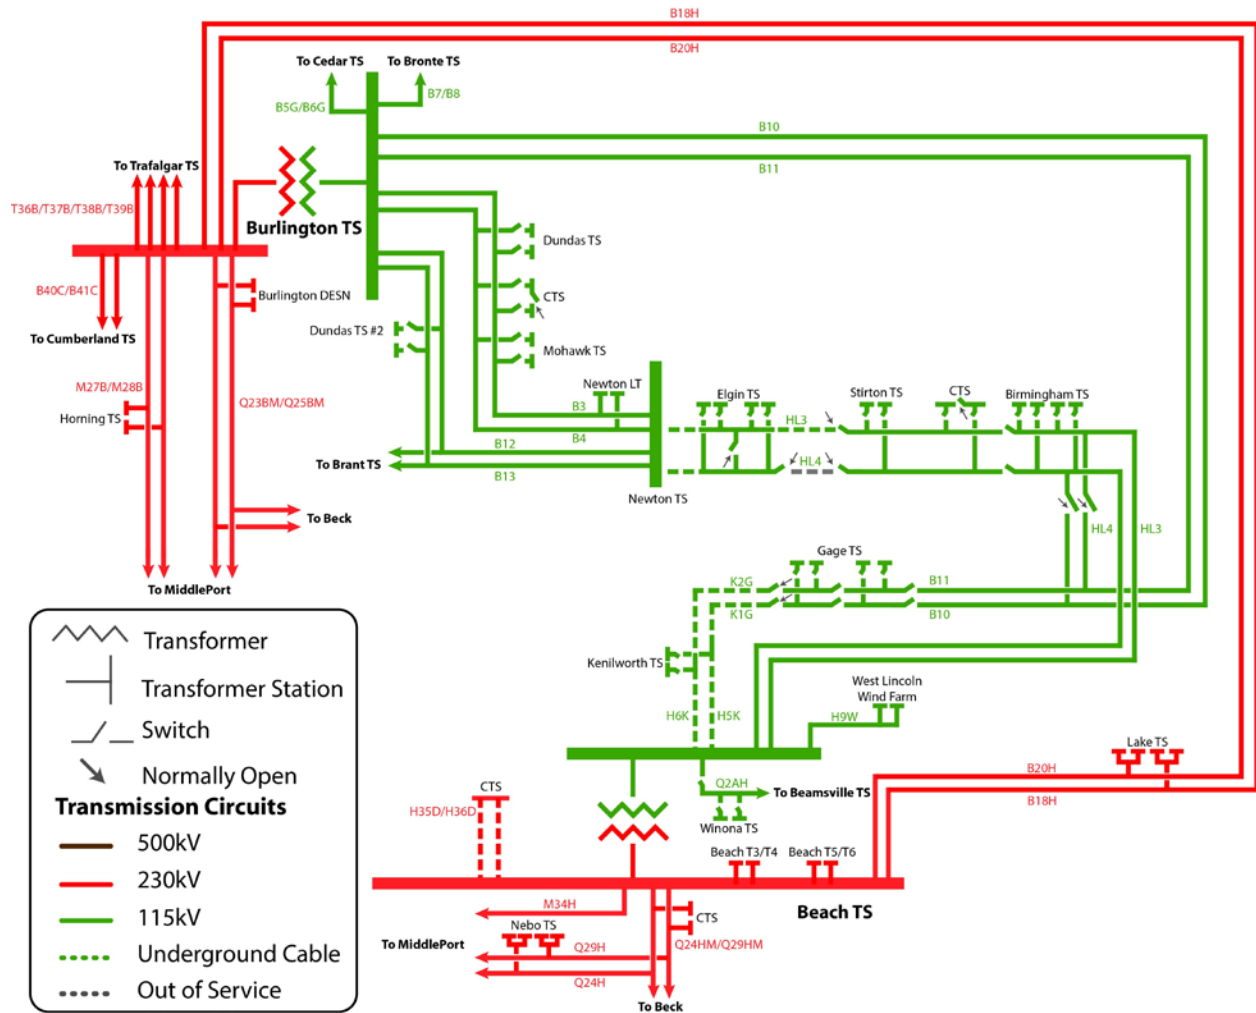 B18H
B20H
To Cedar TS
To Bronte TS
B5G/B6G
B7/B8
B10
B11
To Trafalgar TS
T36B/T37B/T38B/T39B
Burlington TS
Dundas TS
B40C/B41C
Burlington DESN
CTS
To Cumberland TS
Dundas TS #2
Mohawk TS
M27B/M28B
Q23BM/Q25BM
Horning TS
Newton LT
Elgin TS
Stirton TS
CTS
Birmingham TS
B3
HL3
B4
B12
To Brant TS
HL4
B13
Newton TS
To Beck
HL4
HL3
Gage TS
To MiddlePort
K2G
B11
K1G
B10
Kenilworth TS
West Lincoln
Wind Farm
H6K
H5K
H9W
Lake TS
B20H
Q2AH
To Beamsville TS
B18H
CTS
H35D/H36D
Winona TS
Beach T3/T4
Beach T5/T6
M34H
Beach TS
CTS
Nebo TS
To MiddlePort
Q29H
Q24HM/Q29HM
Q24H
To Beck
Transformer
Transformer Station
Switch
Normally Open
Transmission Circuits
500kV
230kV
115kV
Underground Cable
Out of Service